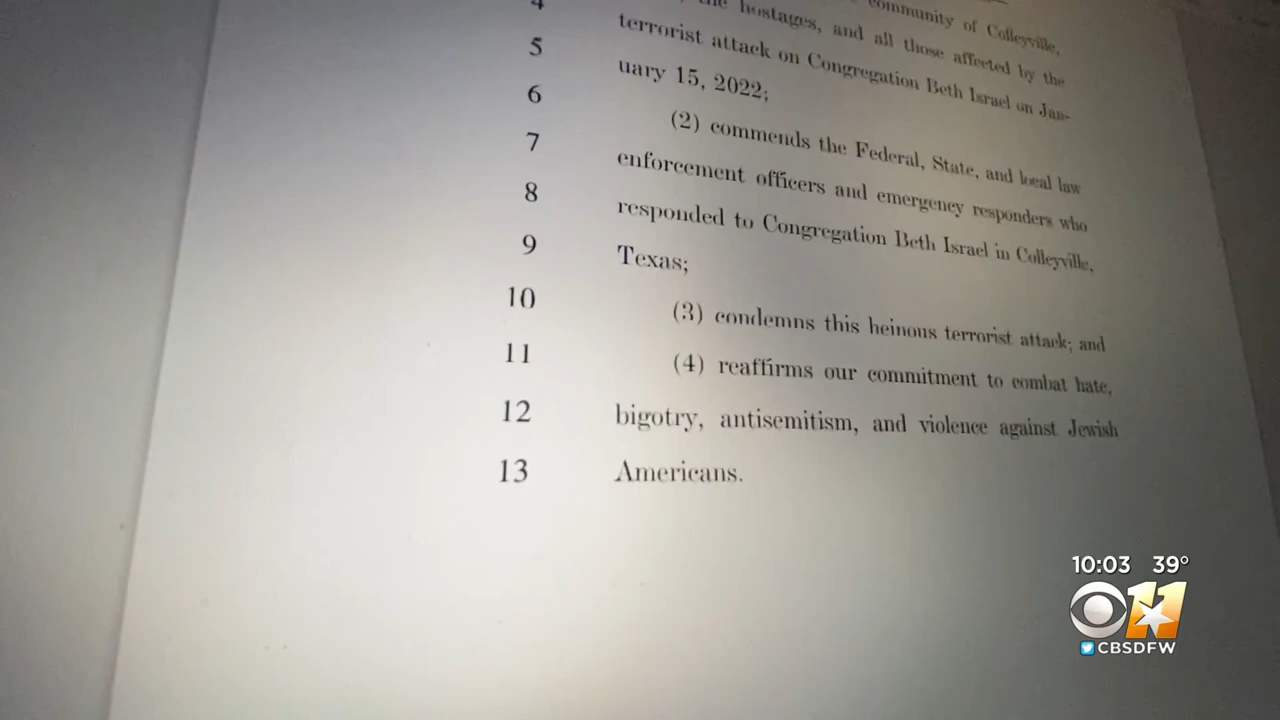 4 community of Colleyville,
the hostages, and all those affected by the
5 terrorist attack on Congregation Beth Israel on Jan-
6 uary 15, 2022;
7 (2) commends the Federal, State, and local law
8 enforcement officers and emergency responders who
9 responded to Congregation Beth Israel in Colleyville,
Texas;
10 (3) condemns this heinous terrorist attack; and
11 (4) reaffirms our commitment to combat hate,
12 bigotry, antisemitism, and violence against Jewish
13 Americans.
10:03 39°
11
CBSDFW